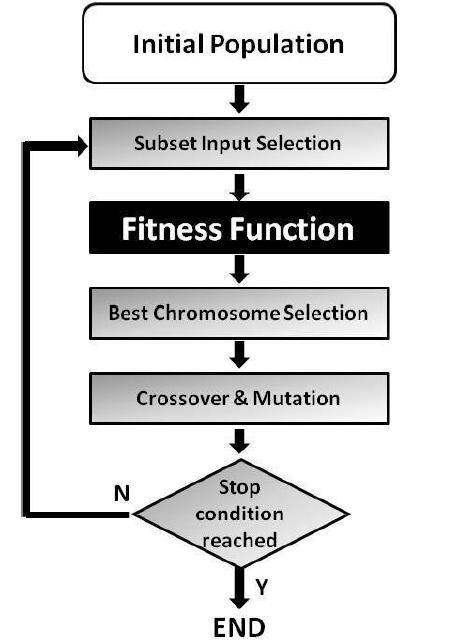 Initial Population
Subset Input Selection
Fitness Function
Best Chromosome Selection
Crossover & Mutation
Stop
condition
reached
N
Y
END